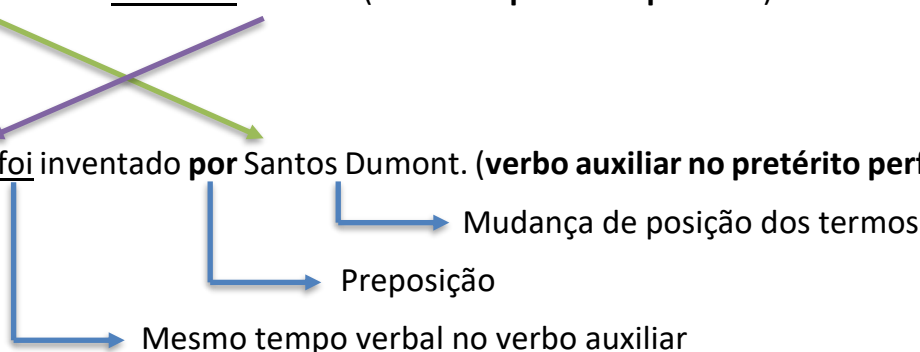 foi inventado por Santos Dumont. (verbo auxiliar no pretérito
Mudança de posição dos termos
Preposição
Mesmo tempo verbal no verbo auxiliar